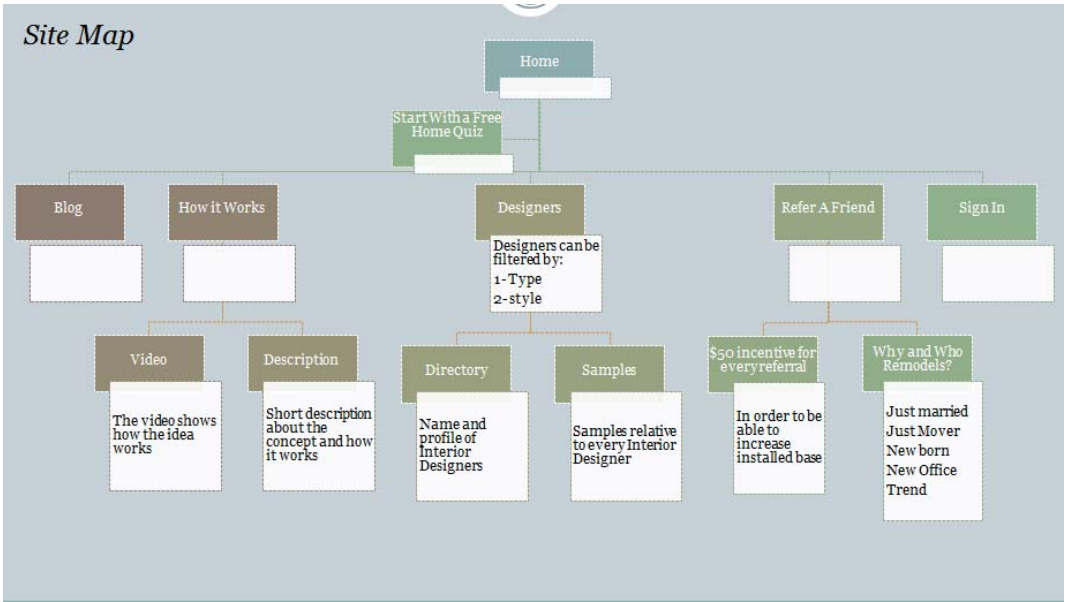 Site Map
Home
Start With a Free
Home Quiz
Blog
How it Works
Designers
Designers can be
filtered by:
1- Type
2- style
Refer A Friend
Sign In
Video
The video shows
how the idea
works
Description
Short description
about the
concept and how
it works
Directory
Name and
profile of
Interior
Designers
Samples
Samples relative
to every Interior
Designer
$50 incentive for
every referral
In order to be
able to
increase
installed base
Why and Who
Remodels?
Just married
Just Mover
New born
New Office
Trend